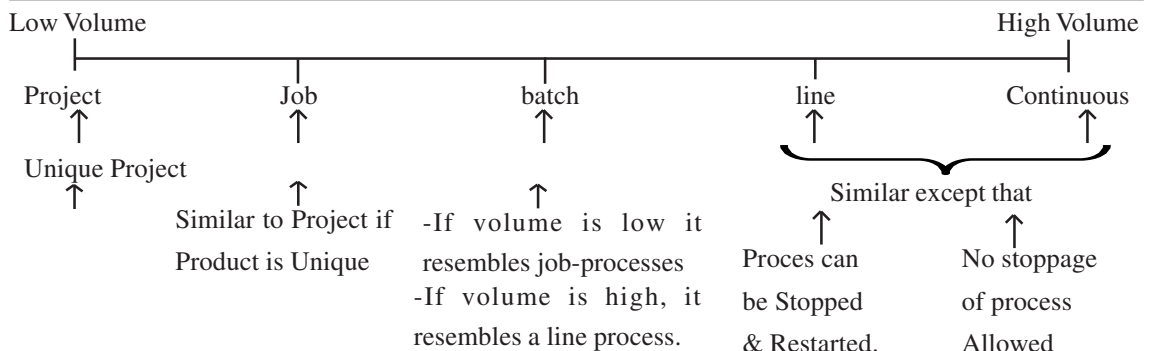 Low Volume High Volume
Project Job batch line Continuous
Unique Project
Similar except that
Similar to Project if
Product is Unique
-If volume is low it
resembles job-processes
-If volume is high, it
resembles a line process.
Proces can
be Stopped
& Restarted.
No stoppage
of process
Allowed